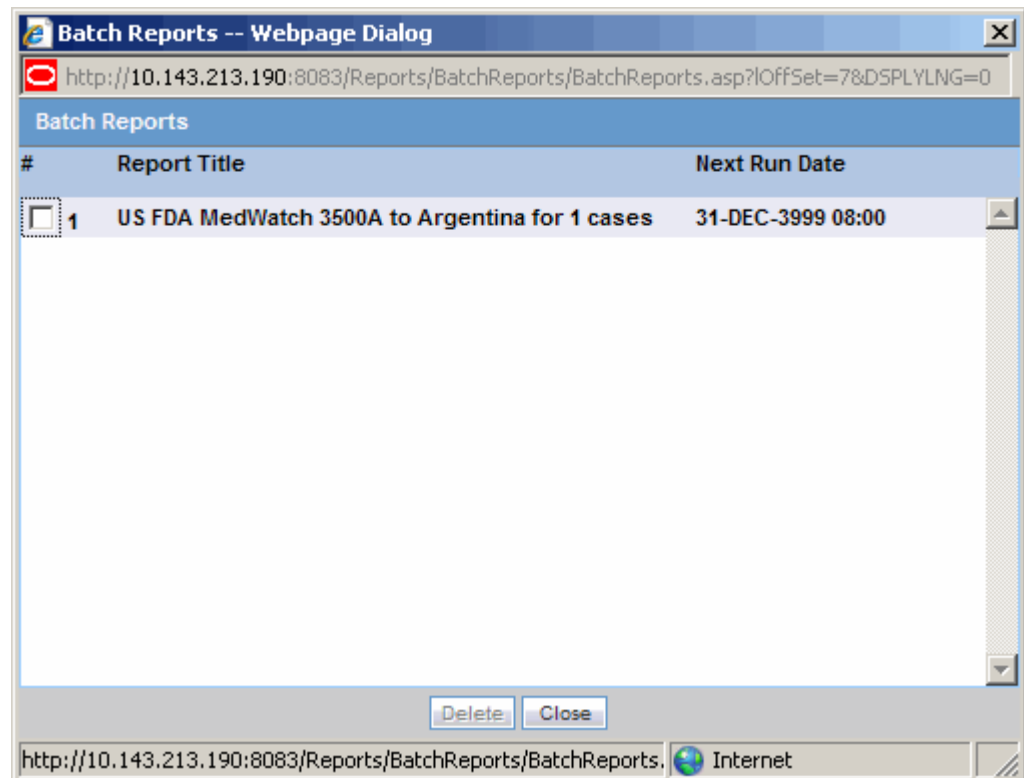 Batch Reports -- Webpage Dialog
http://10.143.213.190:8083/Reports/BatchReports/BatchReports.asp?lOffSet=7&DSPLYLNG=0
Batch Reports
# Report Title Next Run Date
1 US FDA MedWatch 3500A to Argentina for 1 cases 31-DEC-3999 08:00
Delete Close
http://10.143.213.190:8083/Reports/BatchReports/BatchReports. Internet